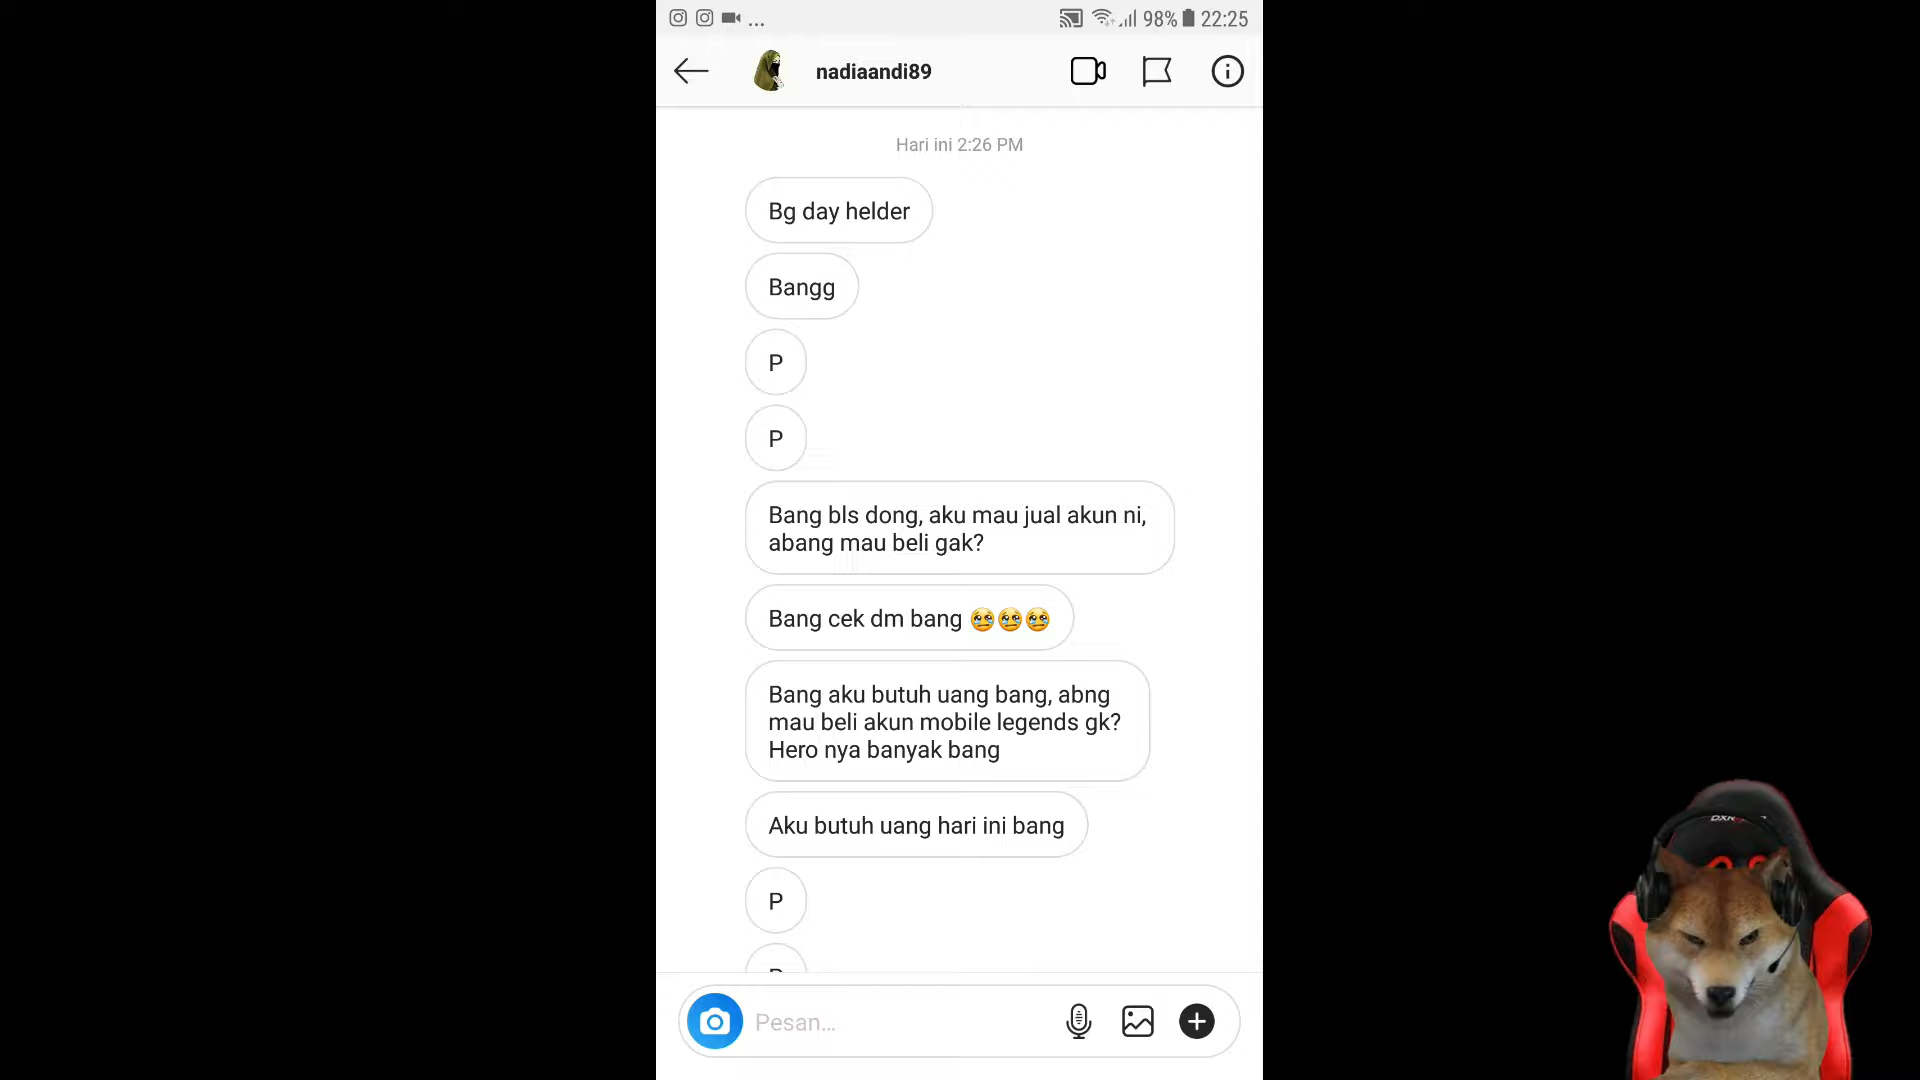 ... 98% 22:25
nadiaandi89
Hari ini 2:26 PM
Bg day helder
Bangg
P
P
Bang bls dong, aku mau jual akun ni,
abang mau beli gak?
Bang cek dm bang 😢😢😢
Bang aku butuh uang bang, abng
mau beli akun mobile legends gk?
Hero nya banyak bang
Aku butuh uang hari ini bang
P
Pesan...